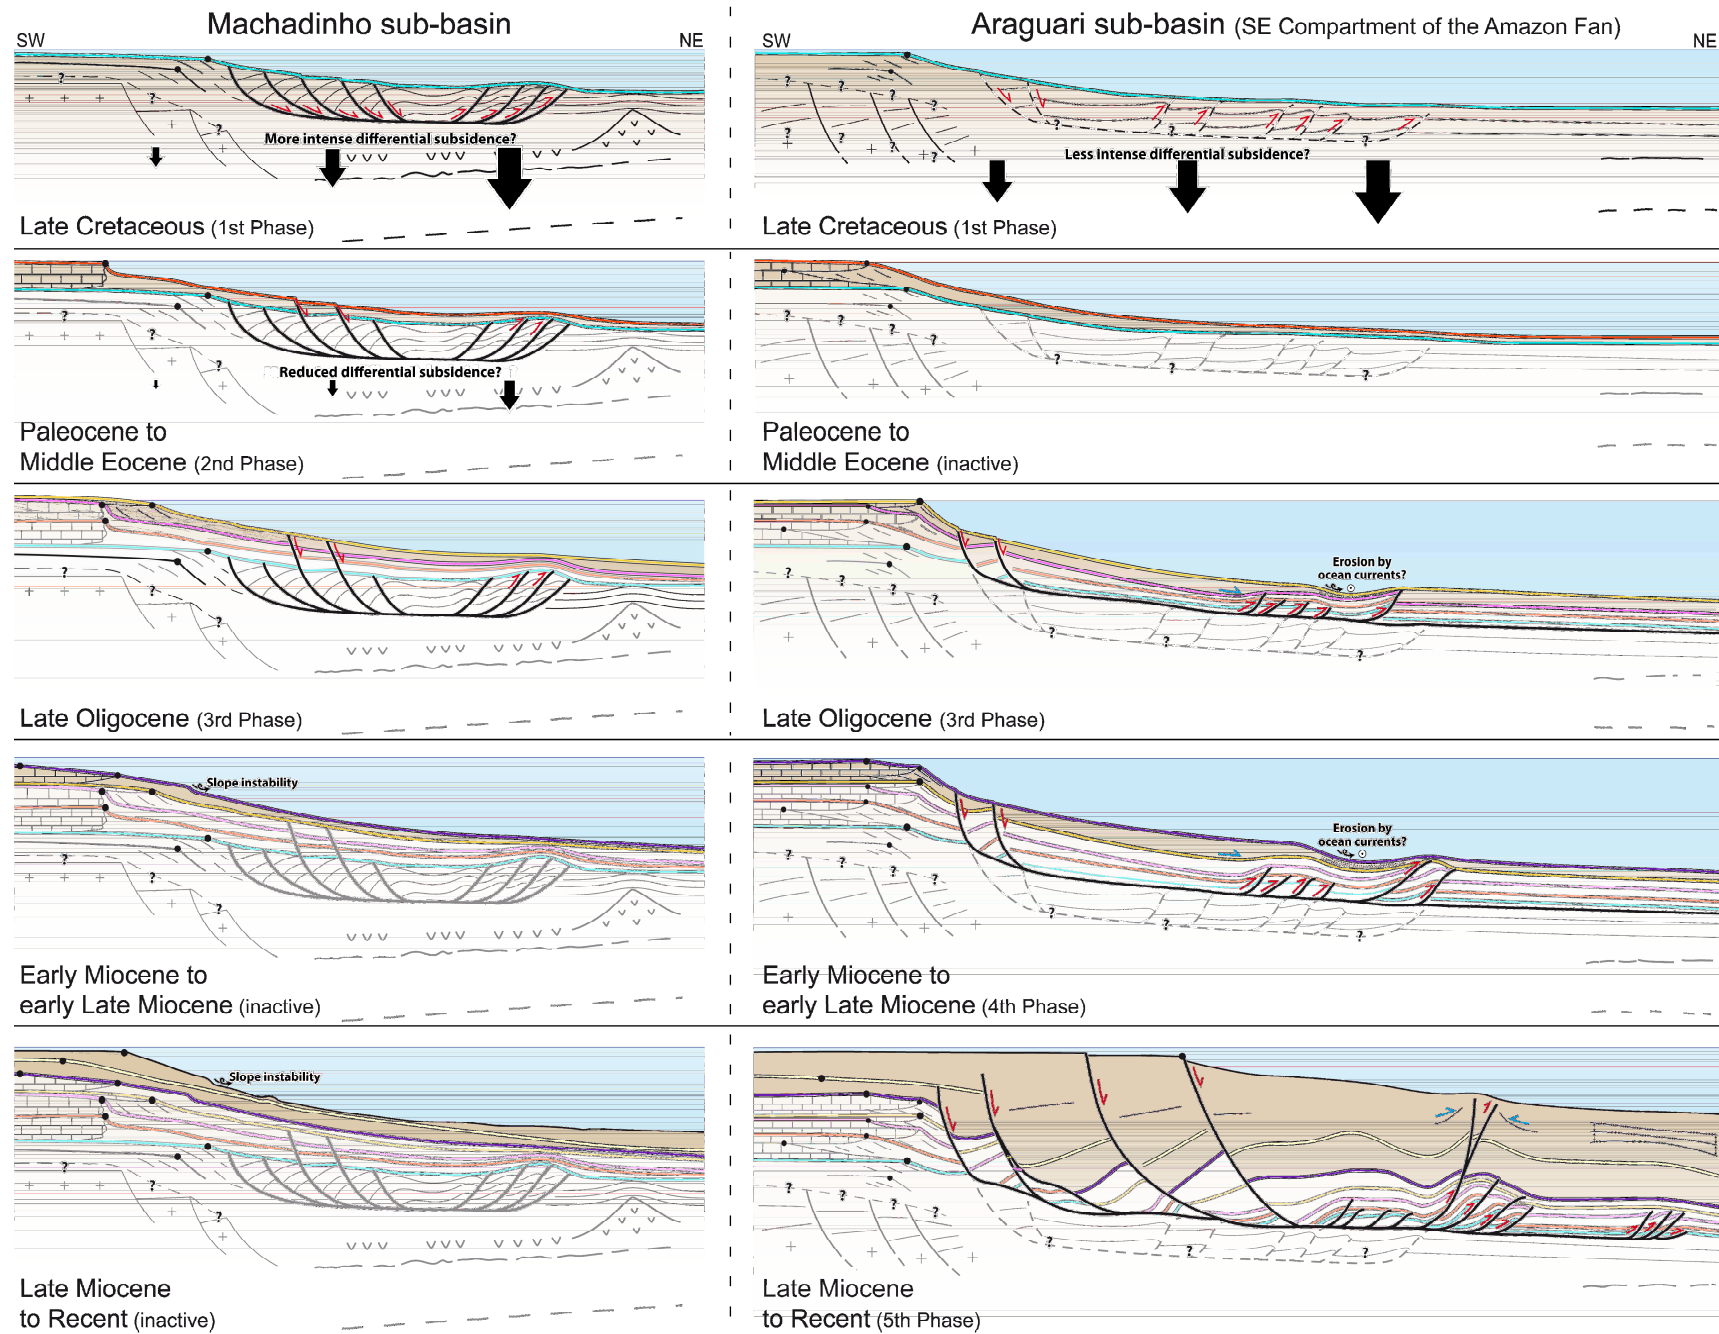 Machadinho sub-basin
SW
NE
More intense differential subsidence?
Late Cretaceous (1st Phase)
Reduced differential subsidence?
Paleocene to
Middle Eocene (2nd Phase)
Late Oligocene (3rd Phase)
Slope instability
Early Miocene to
early Late Miocene (inactive)
Slope instability
Late Miocene
to Recent (inactive)
Araguari sub-basin (SE Compartment of the Amazon Fan)
SW
NE
Less intense differential subsidence?
Late Cretaceous (1st Phase)
Paleocene to
Middle Eocene (inactive)
Erosion by
ocean currents?
Late Oligocene (3rd Phase)
Erosion by
ocean currents?
Early Miocene to
early Late Miocene (4th Phase)
Late Miocene
to Recent (5th Phase)